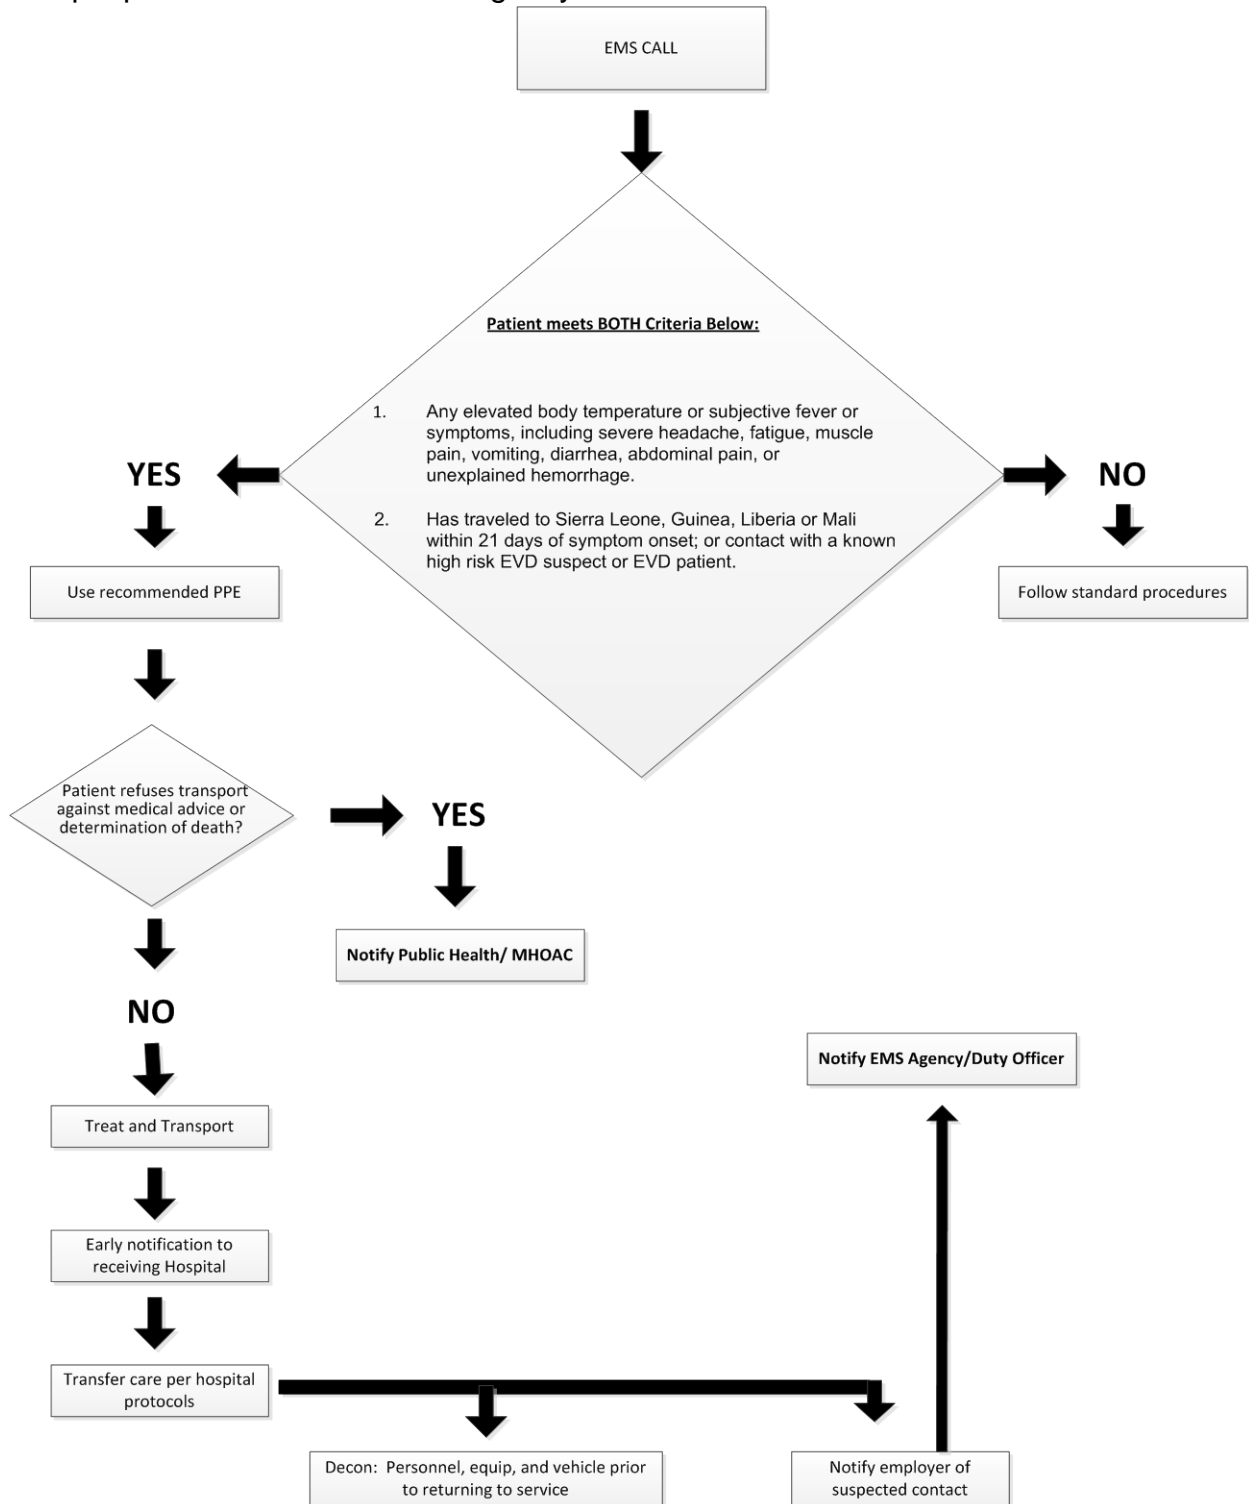 EMS CALL
Patient meets BOTH Criteria Below:
1. Any elevated body temperature or subjective fever or
symptoms, including severe headache, fatigue, muscle
pain, vomiting, diarrhea, abdominal pain, or
unexplained hemorrhage.
2. Has traveled to Sierra Leone, Guinea, Liberia or Mali
within 21 days of symptom onset; or contact with a known
high risk EVD suspect or EVD patient.
YES
NO
Use recommended PPE
Follow standard procedures
Patient refuses transport
against medical advice or
determination of death?
YES
Notify Public Health/ MHOAC
NO
Notify EMS Agency/Duty Officer
Treat and Transport
Early notification to
receiving Hospital
Transfer care per hospital
protocols
Decon: Personnel, equip, and vehicle prior
to returning to service
Notify employer of
suspected contact